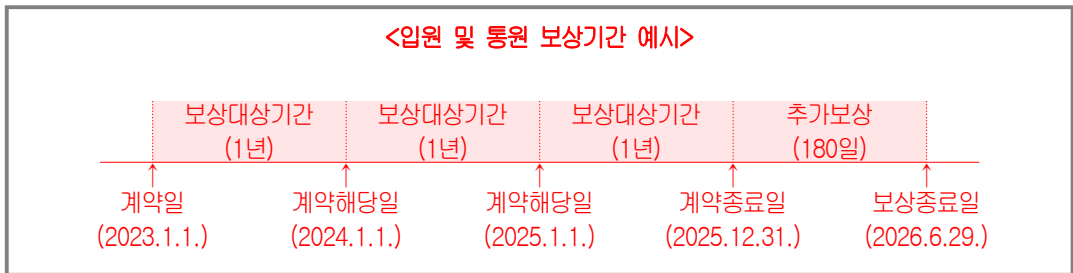 <입원 및 통원 보상기간 예시>
보상대상기간 보상대상기간 보상대상기간 추가보상
(1년) (1년) (1년) (180일)
계약일 계약해당일 계약해당일 계약종료일 보상종료일
(2023.1.1.) (2024.1.1.) (2025.1.1.) (2025.12.31.) (2026.6.29.)